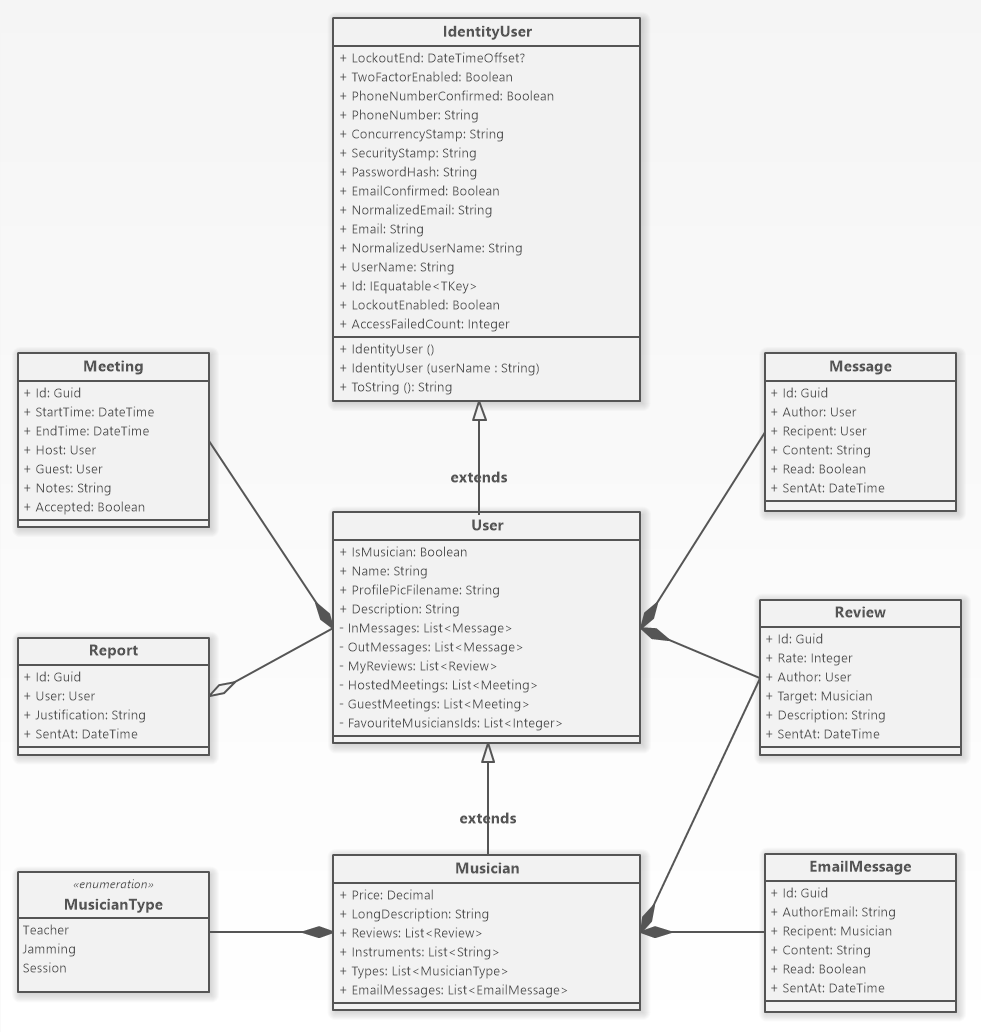 IdentityUser
+ LockoutEnd: DateTimeOffset?
+ TwoFactorEnabled: Boolean
+ PhoneNumberConfirmed: Boolean
+ PhoneNumber: String
+ ConcurrencyStamp: String
+ SecurityStamp: String
+ PasswordHash: String
+ EmailConfirmed: Boolean
+ NormalizedEmail: String
+ Email: String
+ NormalizedUserName: String
+ UserName: String
+ Id: IEquatable<TKey>
+ LockoutEnabled: Boolean
+ AccessFailedCount: Integer
+ IdentityUser ()
+ IdentityUser (userName : String)
+ ToString (): String
Meeting
+ Id: Guid
+ StartTime: DateTime
+ EndTime: DateTime
+ Host: User
+ Guest: User
+ Notes: String
+ Accepted: Boolean
Message
+ Id: Guid
+ Author: User
+ Recipent: User
+ Content: String
+ Read: Boolean
+ SentAt: DateTime
extends
User
+ IsMusician: Boolean
+ Name: String
+ ProfilePicFilename: String
+ Description: String
- InMessages: List<Message>
- OutMessages: List<Message>
- MyReviews: List<Review>
- HostedMeetings: List<Meeting>
- GuestMeetings: List<Meeting>
- FavouriteMusiciansIds: List<Integer>
Report
+ Id: Guid
+ User: User
+ Justification: String
+ SentAt: DateTime
Review
+ Id: Guid
+ Rate: Integer
+ Author: User
+ Target: Musician
+ Description: String
+ SentAt: DateTime
extends
«enumeration»
MusicianType
Teacher
Jamming
Session
Musician
+ Price: Decimal
+ LongDescription: String
+ Reviews: List<Review>
+ Instruments: List<String>
+ Types: List<MusicianType>
+ EmailMessages: List<EmailMessage>
EmailMessage
+ Id: Guid
+ AuthorEmail: String
+ Recipent: Musician
+ Content: String
+ Read: Boolean
+ SentAt: DateTime